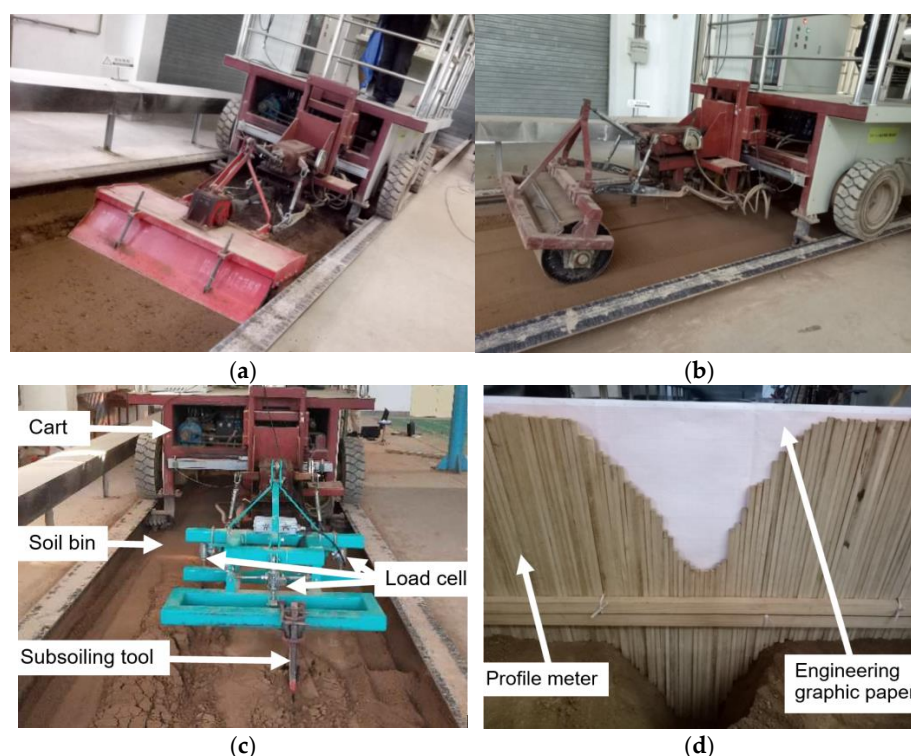 (a)
(b)
Cart
Soil bin
Load cell
Subsoiling tool
(c)
Profile meter
Engineering
graphic paper
(d)